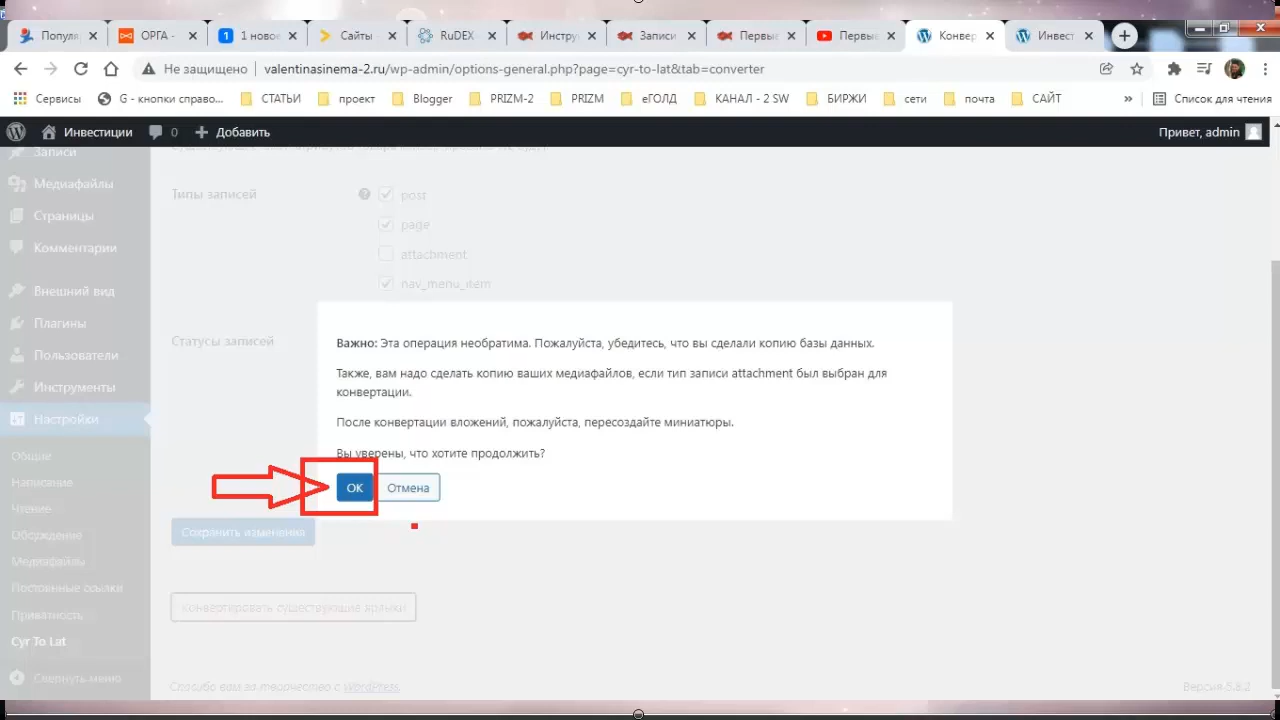 Популя
ОРГА -
1 новое
Сайты
RuDEX
Инстру
Записи
Первые
Первые
Конвер
Инвест
Не защищено
valentinasinema-2.ru/wp-admin/options-general.php?page=cyr-to-lat&tab=converter
Сервисы
G - кнопки справо...
СТАТЬИ
проект
Blogger
PRIZM-2
PRIZM
еГОЛД
КАНАЛ - 2 SW
БИРЖИ
сети
почта
САЙТ
»
Список для чтения
Инвестиции
0
Добавить
Привет, admin
Записи
Медиафайлы
Страницы
Комментарии
Внешний вид
Плагины
Пользователи
Инструменты
Настройки
Общие
Написание
Чтение
Обсуждение
Медиафайлы
Постоянные ссылки
Приватность
Cyr To Lat
Свернуть меню
Типы записей
post
page
attachment
nav_menu_item
Статусы записей
Важно: Эта операция необратима. Пожалуйста, убедитесь, что вы сделали копию базы данных.
Также, вам надо сделать копию ваших медиафайлов, если тип записи attachment был выбран для
конвертации.
После конвертации вложений, пожалуйста, пересоздайте миниатюры.
Вы уверены, что хотите продолжить?
OK
Отмена
Сохранить изменения
Конвертировать существующие ярлыки
Спасибо вам за творчество с WordPress.
Версия 5.8.2